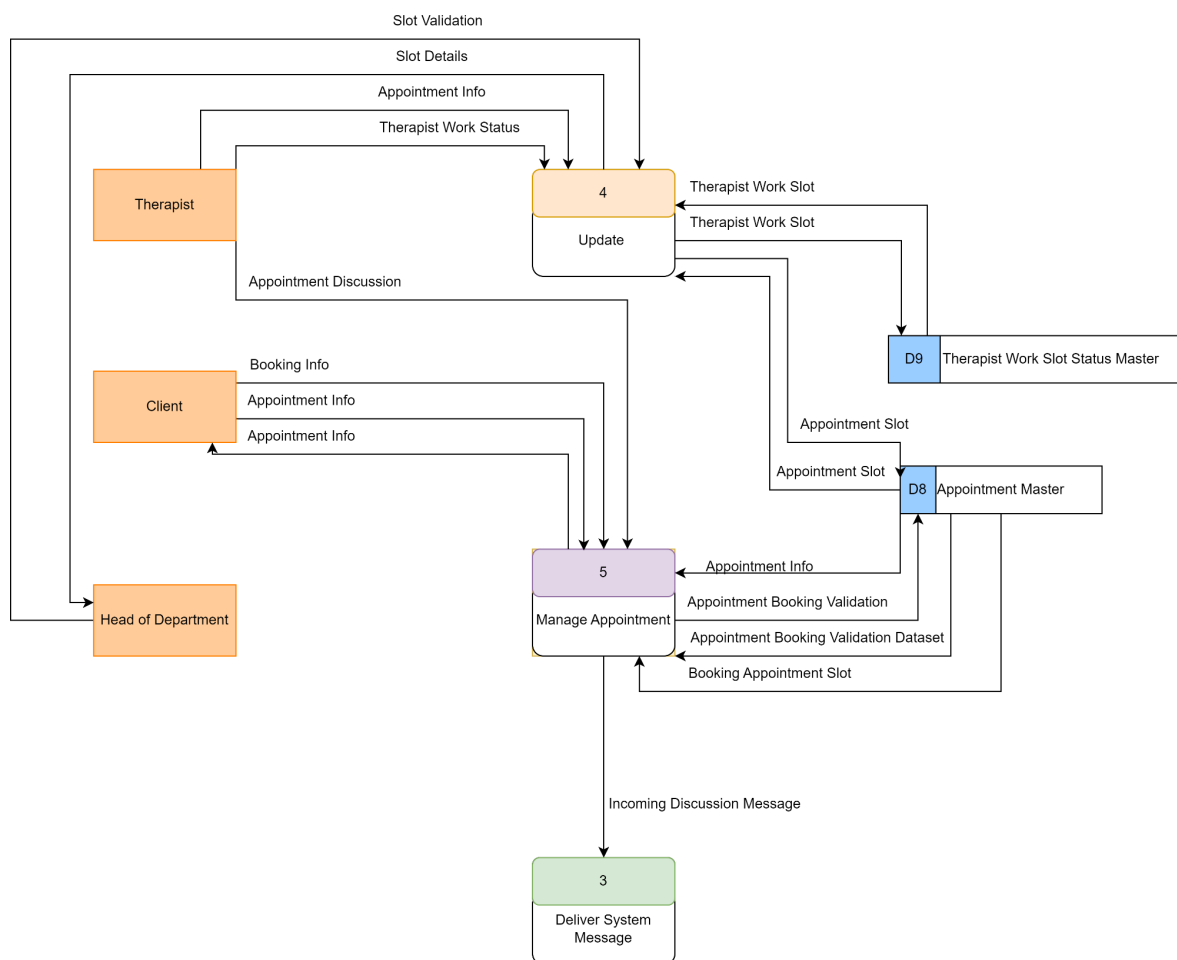 Slot Validation
Slot Details
Appointment Info
Therapist Work Status
Therapist
4
Update
Therapist Work Slot
Therapist Work Slot
Appointment Discussion
D9
Therapist Work Slot Status Master
Booking Info
Client
Appointment Info
Appointment Info
Appointment Slot
Appointment Slot
D8
Appointment Master
5
Manage Appointment
Appointment Info
Appointment Booking Validation
Appointment Booking Validation Dataset
Booking Appointment Slot
Head of Department
Incoming Discussion Message
3
Deliver System
Message